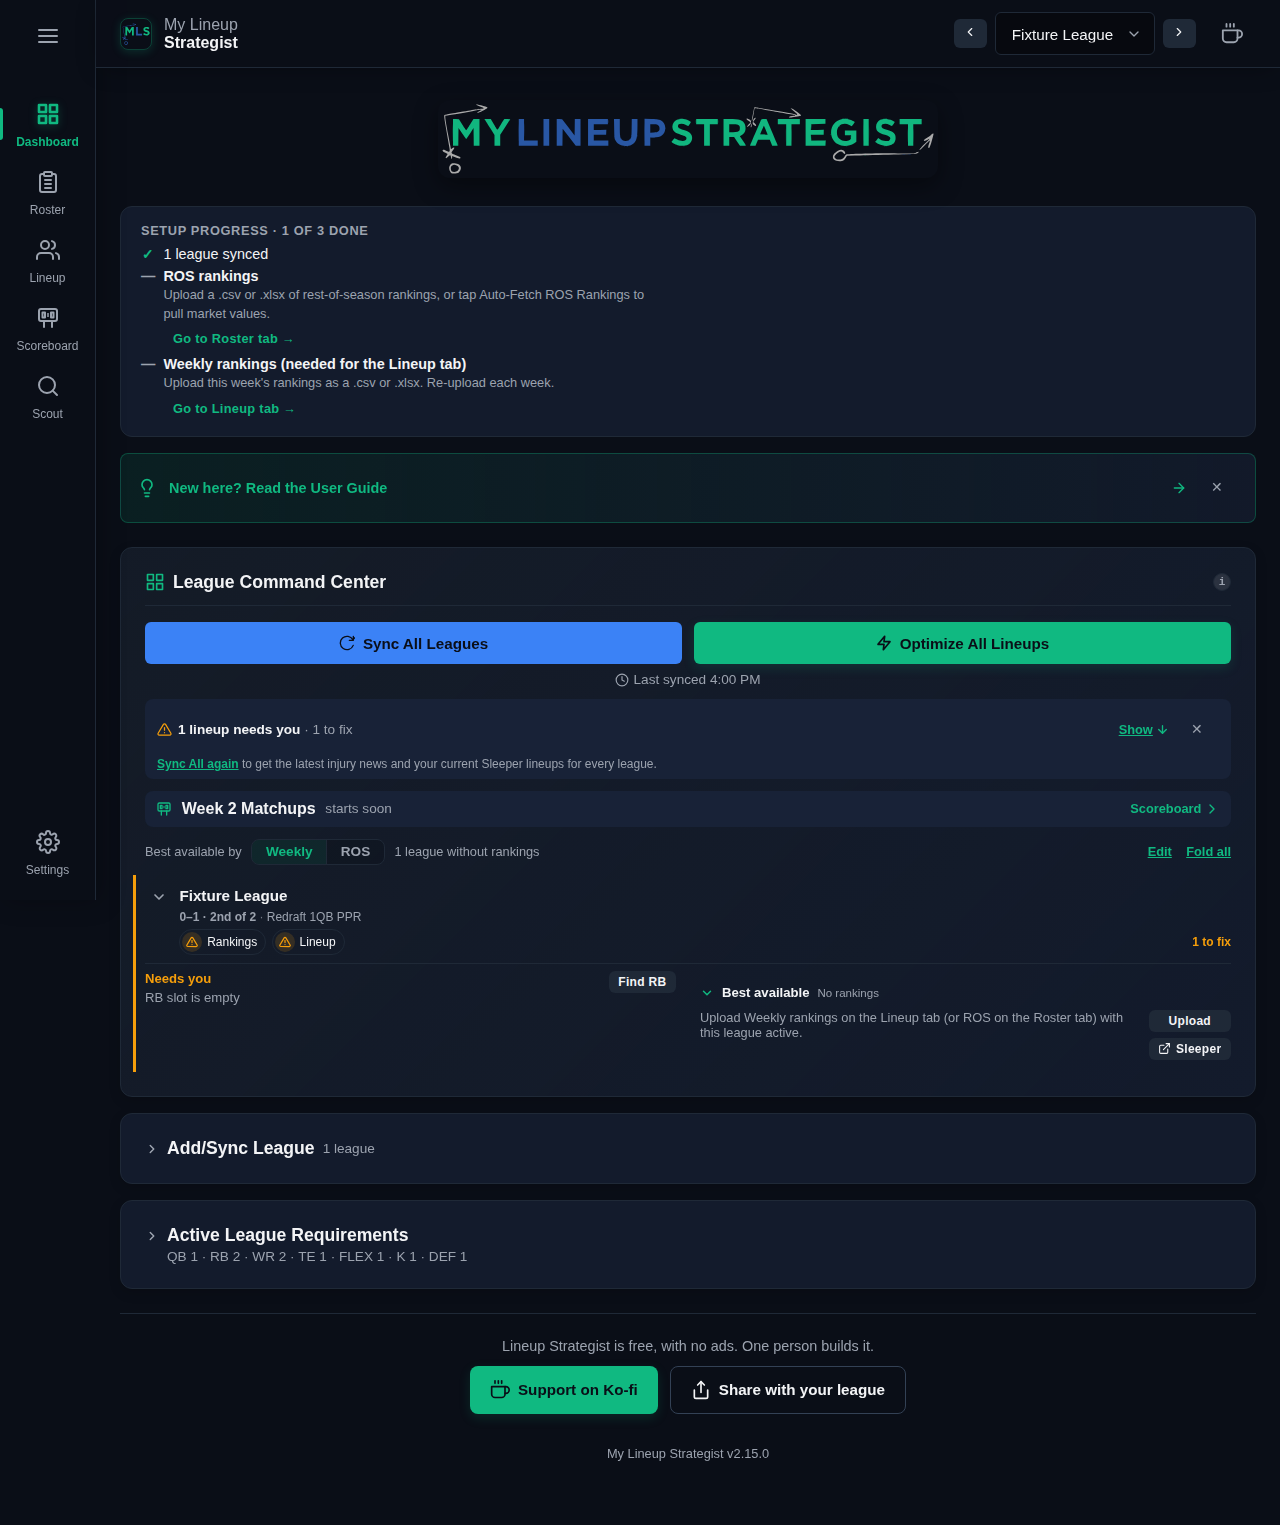 MLS
My Lineup
Strategist
Fixture League
Dashboard
Roster
Lineup
Scoreboard
Scout
Settings
MY LINEUP STRATEGIST
SETUP PROGRESS · 1 OF 3 DONE
✓ 1 league synced
— ROS rankings
Upload a .csv or .xlsx of rest-of-season rankings, or tap Auto-Fetch ROS Rankings to
pull market values.
Go to Roster tab →
— Weekly rankings (needed for the Lineup tab)
Upload this week's rankings as a .csv or .xlsx. Re-upload each week.
Go to Lineup tab →
New here? Read the User Guide → ✕
League Command Center i
Sync All Leagues
Optimize All Lineups
Last synced 4:00 PM
1 lineup needs you · 1 to fix
Show ↓ ✕
Sync All again to get the latest injury news and your current Sleeper lineups for every league.
Week 2 Matchups starts soon
Scoreboard
Best available by Weekly ROS 1 league without rankings
Edit Fold all
Fixture League
0–1 · 2nd of 2 · Redraft 1QB PPR
Rankings Lineup
1 to fix
Needs you
RB slot is empty
Find RB
Best available No rankings
Upload Weekly rankings on the Lineup tab (or ROS on the Roster tab) with
this league active.
Upload
Sleeper
Add/Sync League 1 league
Active League Requirements
QB 1 · RB 2 · WR 2 · TE 1 · FLEX 1 · K 1 · DEF 1
Lineup Strategist is free, with no ads. One person builds it.
Support on Ko-fi
Share with your league
My Lineup Strategist v2.15.0